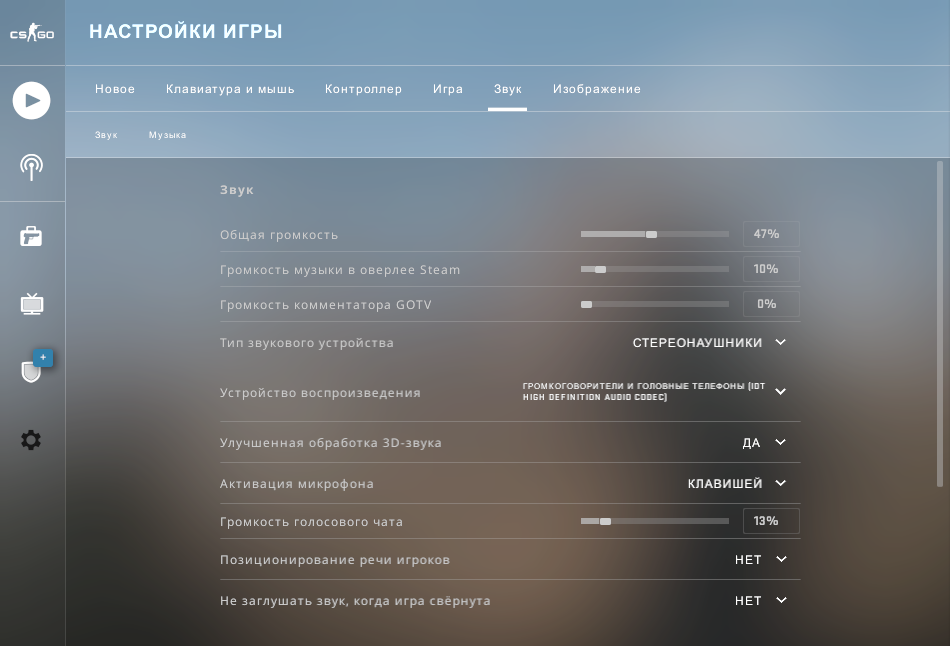 CS GO
НАСТРОЙКИ ИГРЫ
Новое Клавиатура и мышь Контроллер Игра Звук Изображение
Звук Музыка
Звук
Общая громкость 47%
Громкость музыки в оверлее Steam 10%
Громкость комментатора GOTV 0%
Тип звукового устройства СТЕРЕОНАУШНИКИ
Устройство воспроизведения ГРОМКОГОВОРИТЕЛИ И ГОЛОВНЫЕ ТЕЛЕФОНЫ (IDT
HIGH DEFINITION AUDIO CODEC)
+
Улучшенная обработка 3D-звука ДА
Активация микрофона КЛАВИШЕЙ
Громкость голосового чата 13%
Позиционирование речи игроков НЕТ
Не заглушать звук, когда игра свёрнута НЕТ